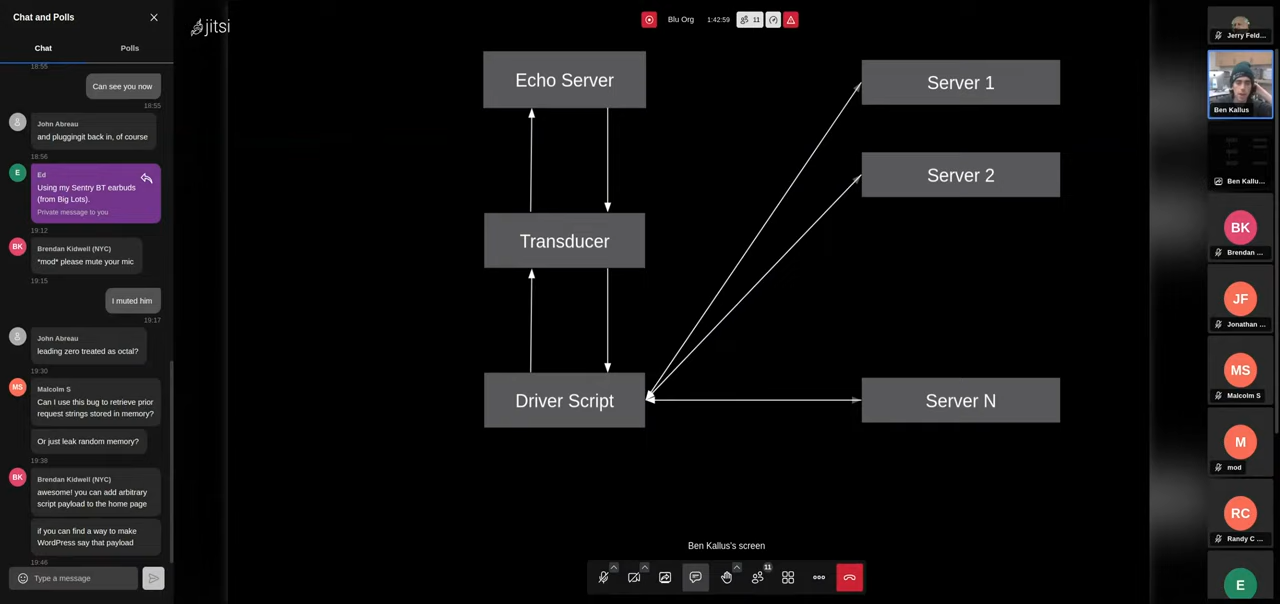 Chat and Polls
Chat
Polls
18:55
Can see you now
18:55
John Abreau
and pluggingit back in, of course
18:56
E
Ed
Using my Sentry BT earbuds
(from Big Lots).
Private message to you
19:12
BK
Brendan Kidwell (NYC)
*mod* please mute your mic
19:15
I muted him
19:17
John Abreau
leading zero treated as octal?
19:30
MS
Malcolm S
Can I use this bug to retrieve prior
request strings stored in memory?
Or just leak random memory?
19:38
BK
Brendan Kidwell (NYC)
awesome! you can add arbitrary
script payload to the home page
if you can find a way to make
WordPress say that payload
19:46
Type a message
jitsi
Blu Org
1:42:59
11
Echo Server
Transducer
Driver Script
Server 1
Server 2
Server N
Ben Kallus's screen
11
Jerry Feld...
Ben Kallus
Ben Kallu...
BK
Brendan ...
JF
Jonathan ...
MS
Malcolm S
M
mod
RC
Randy C ...
E